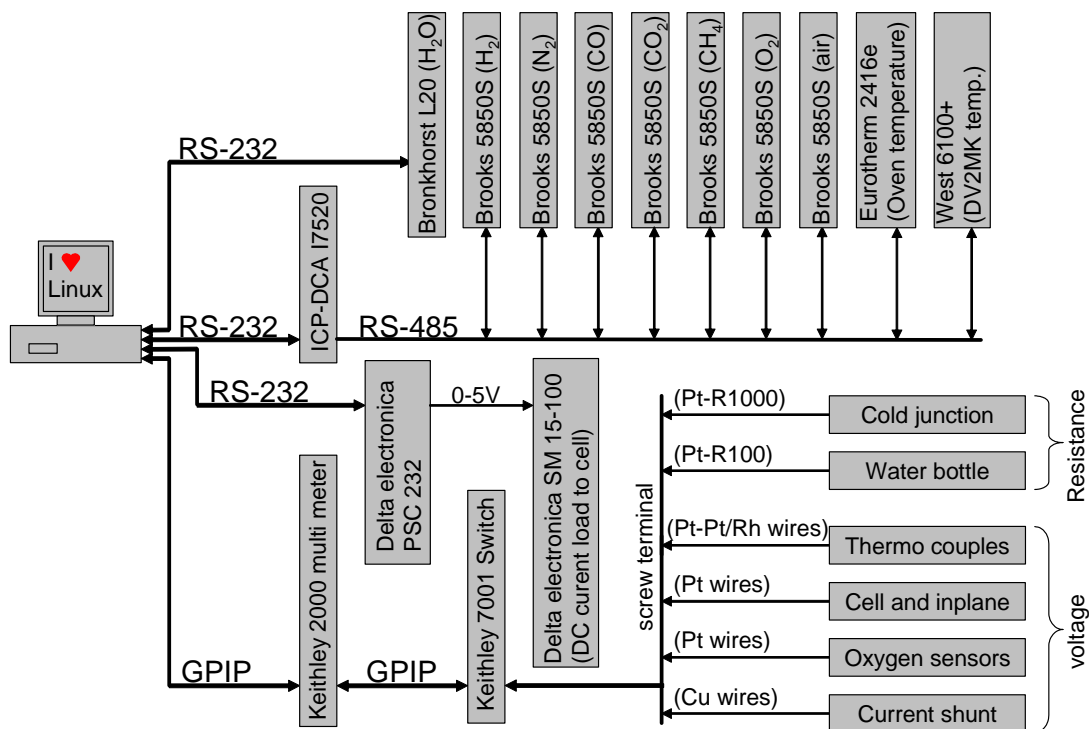 Bronkhorst L20 (H₂O)
Brooks 5850S (H₂)
Brooks 5850S (N₂)
Brooks 5850S (CO)
Brooks 5850S (CO₂)
Brooks 5850S (CH₄)
Brooks 5850S (O₂)
Brooks 5850S (air)
Eurotherm 2416e
(Oven temperature)
West 6100+
(DV2MK temp.)
RS-232
I ♥
Linux
RS-232
ICP-DCA I7520
RS-485
RS-232
Delta electronica
PSC 232
0-5V
Delta electronica SM 15-100
(DC curent load to cell)
GPIP
Keithley 2000 multi meter
GPIP
Keithley 7001 Switch
screw terminal
(Pt-R1000)
Cold junction
(Pt-R100)
Water bottle
Resistance
(Pt-Pt/Rh wires)
Thermo couples
(Pt wires)
Cell and inplane
(Pt wires)
Oxygen sensors
(Cu wires)
Current shunt
voltage